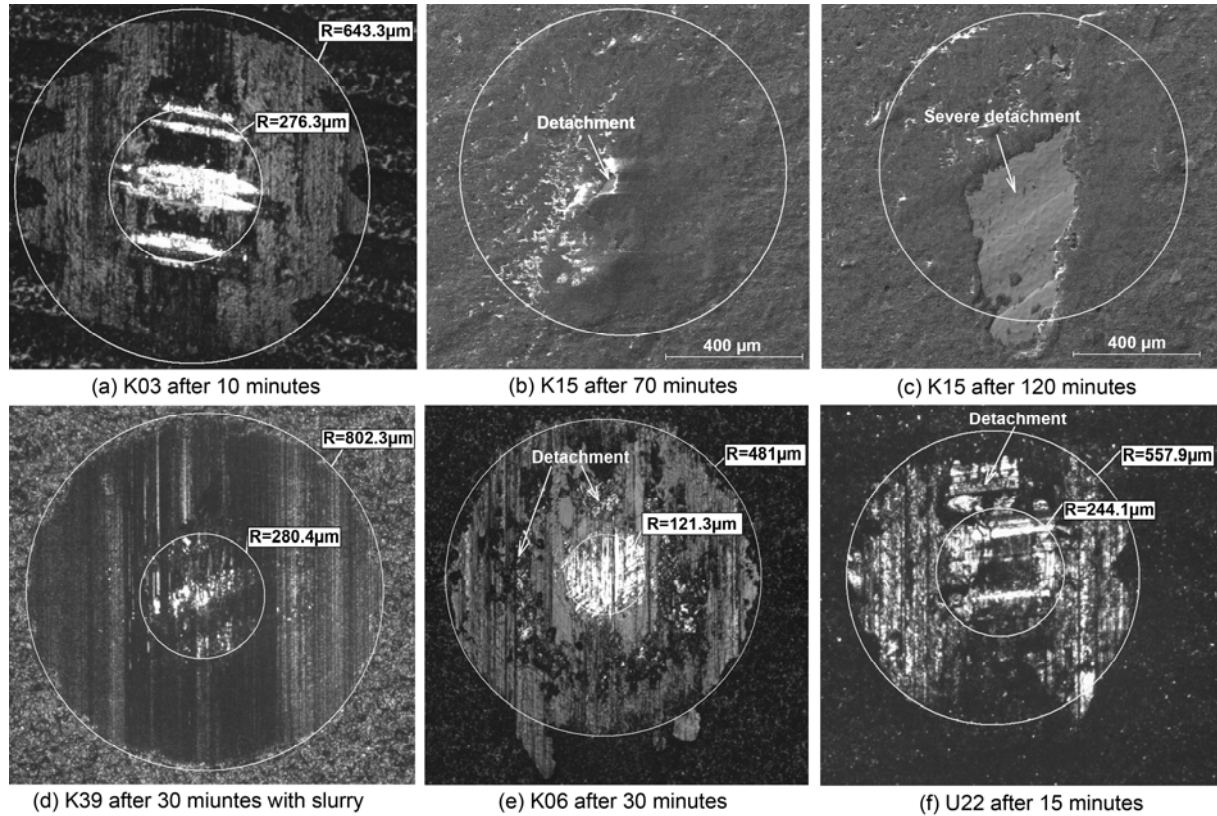 R=643.3µm
R=276.3µm
(a) K03 after 10 minutes
Detachment
400 µm
(b) K15 after 70 minutes
Severe detachment
400 µm
(c) K15 after 120 minutes
R=802.3µm
R=280.4µm
(d) K39 after 30 miuntes with slurry
Detachment
R=481µm
R=121.3µm
(e) K06 after 30 minutes
Detachment
R=557.9µm
R=244.1µm
(f) U22 after 15 minutes